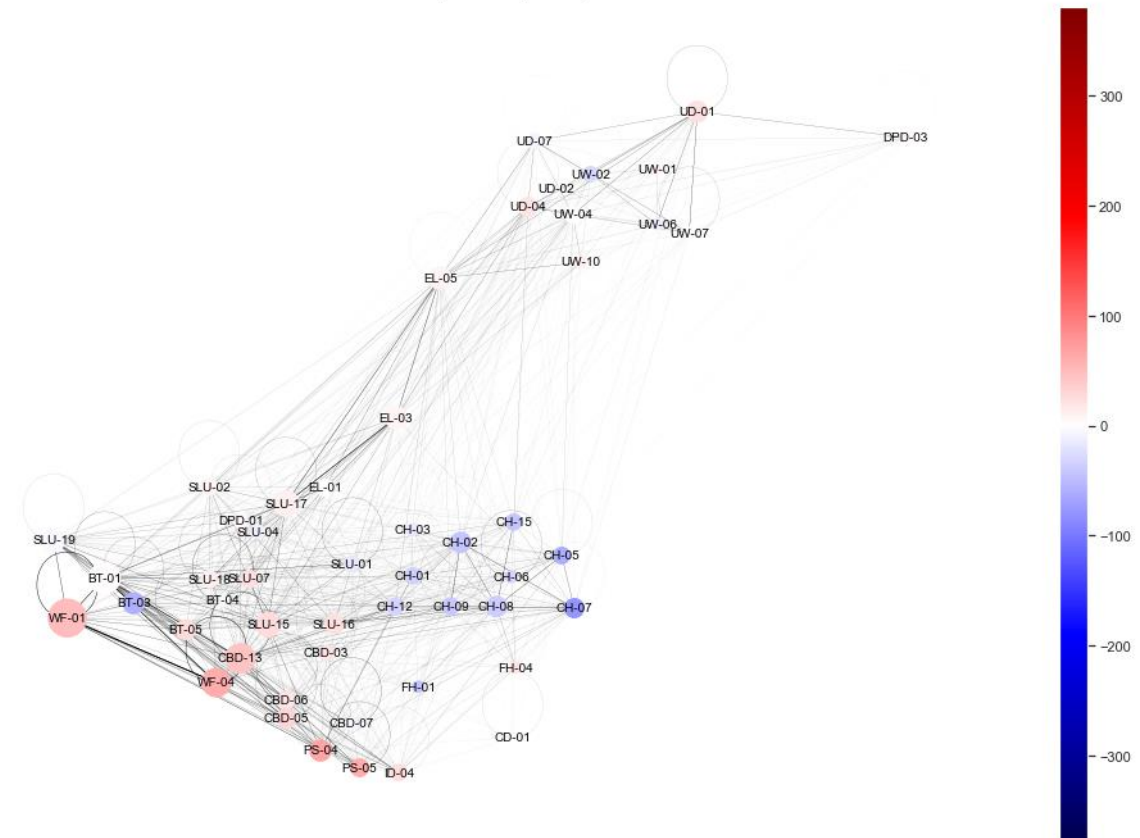 300
UD-01
DPD-03
UD-07
UW-01
UW-02
UD-02
200
UD-04
UW-04
UW-06
UW-07
UW-10
EL-05
100
EL-03
0
SLU-02
EL-01
SLU-17
DPD-01
CH-15
SLU-04
CH-03
SLU-19
CH-02
−100
CH-05
SLU-01
BT-01
SLU-18
SLU-07
CH-01
CH-06
BT-04
BT-03
CH-12
CH-09
CH-08
CH-07
WF-01
SLU-15
SLU-16
BT-05
−200
CBD-03
CBD-13
FH-04
WF-04
FH-01
CBD-06
CBD-05
CBD-07
CD-01
PS-04
−300
PS-05
ID-04